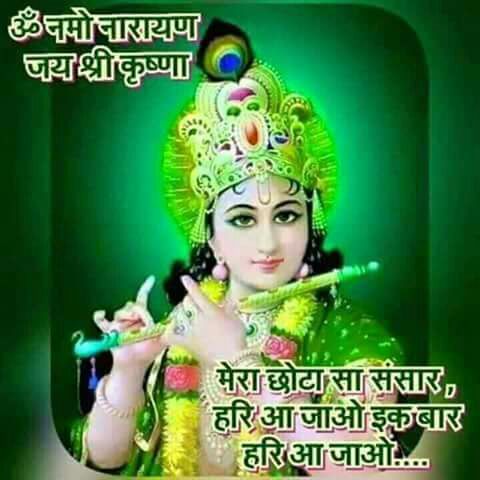 ॐ नमो नारायण
जय श्री कृष्णा
मेरा छोटा सा संसार,
हरि आ जाओ इक बार
हरि आ जाओ....